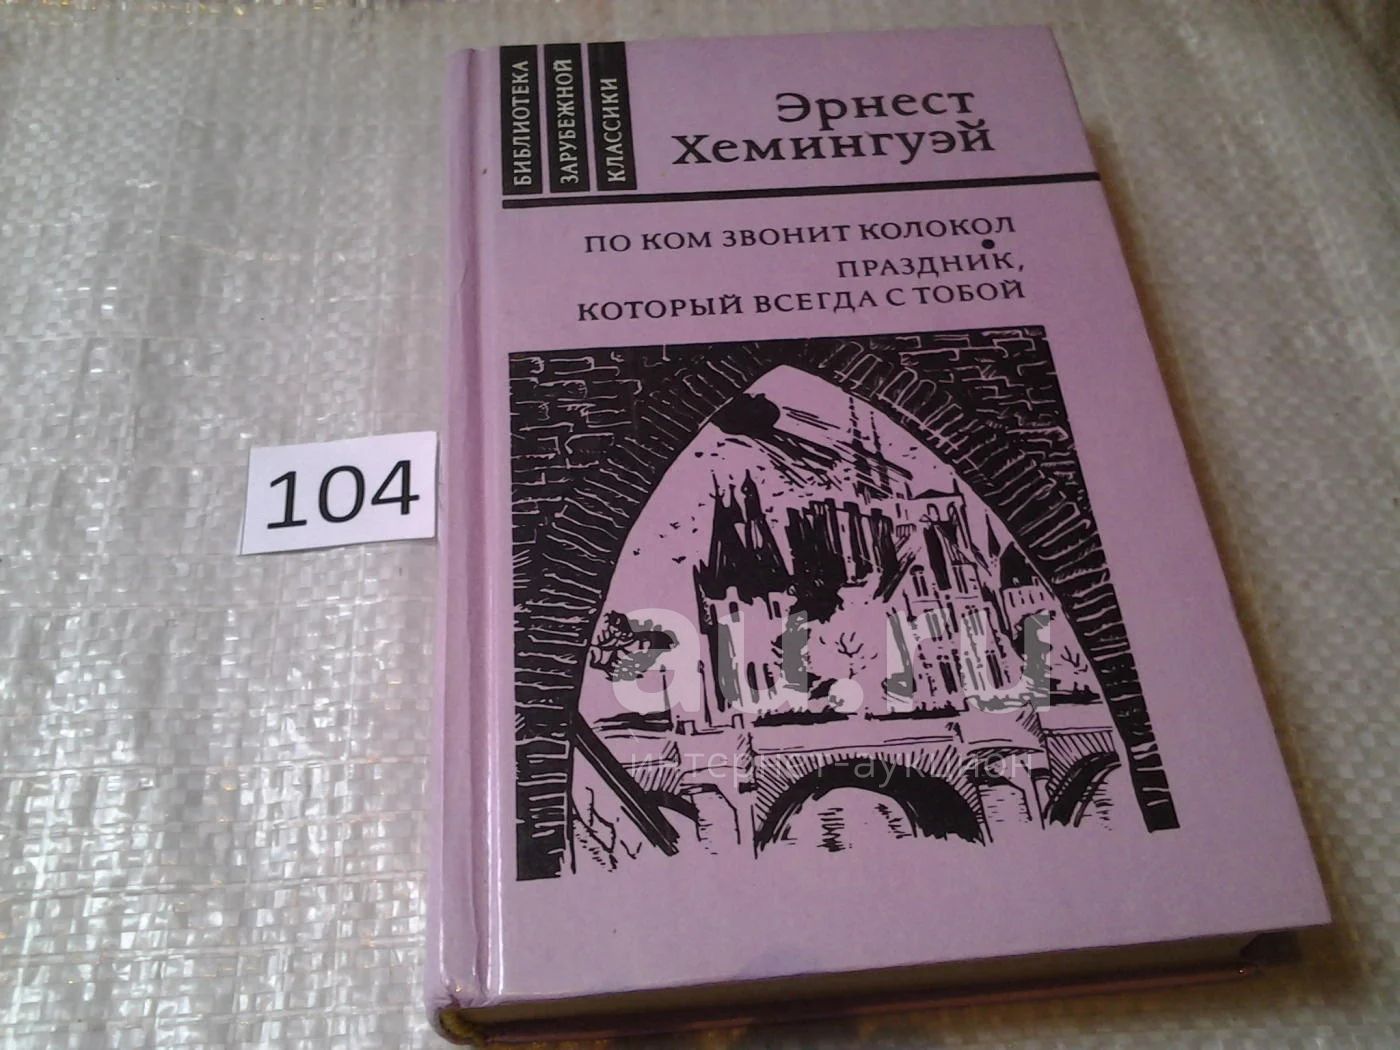 БИБЛИОТЕКА
ЗАРУБЕЖНОЙ
КЛАССИКИ
Эрнест
Хемингуэй
ПО КОМ ЗВОНИТ КОЛОКОЛ
•
ПРАЗДНИК,
КОТОРЫЙ ВСЕГДА С ТОБОЙ
104
au.ru
интернет-аукцион